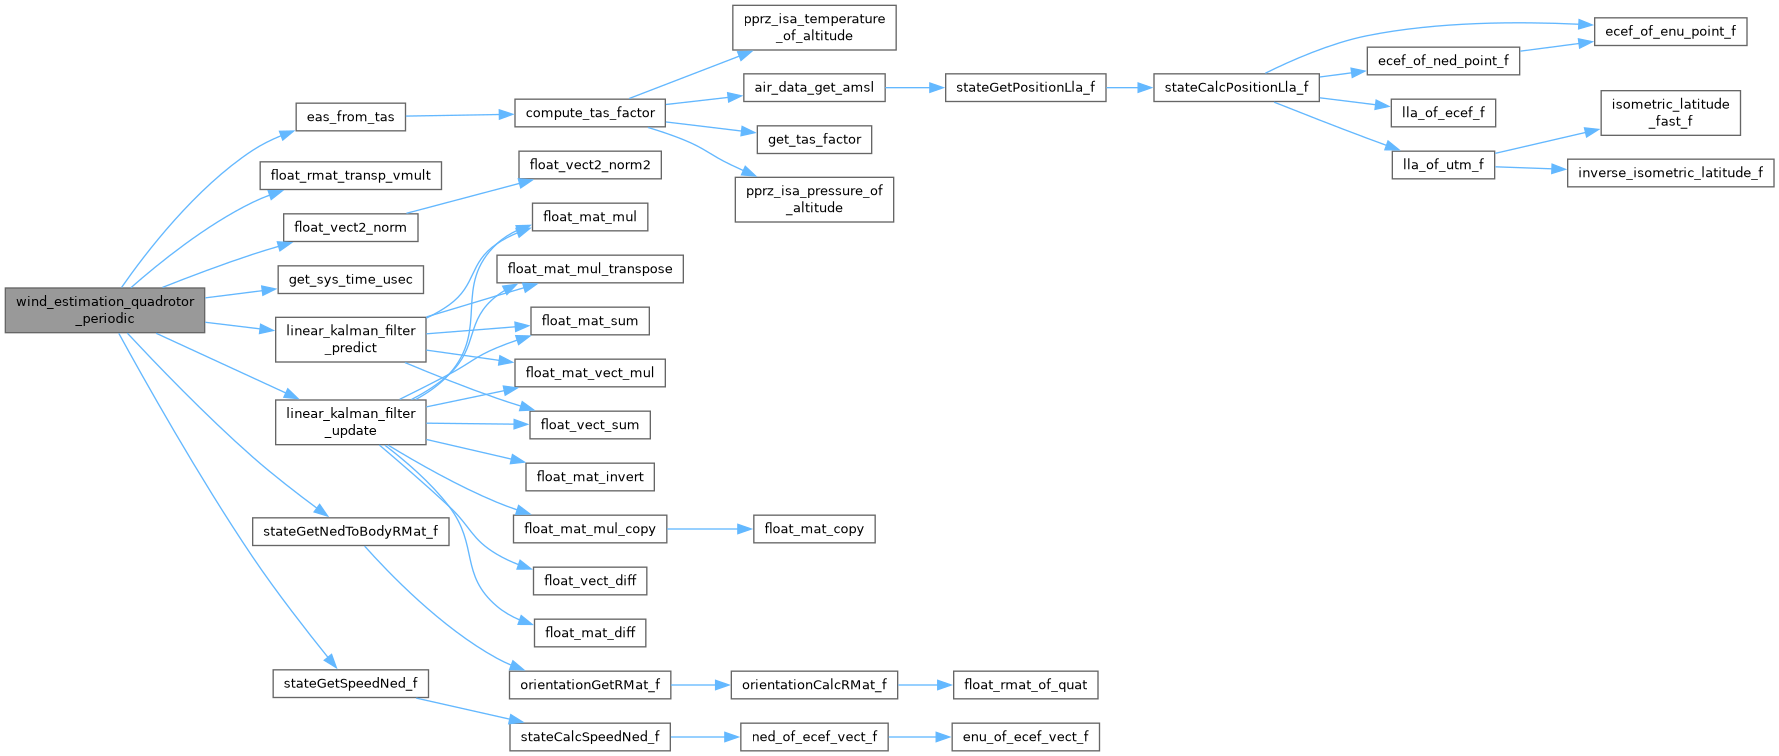 wind_estimation_quadrotor
_periodic
eas_from_tas
float_rmat_transp_vmult
float_vect2_norm
get_sys_time_usec
linear_kalman_filter
_predict
linear_kalman_filter
_update
stateGetNedToBodyRMat_f
stateGetSpeedNed_f
compute_tas_factor
float_vect2_norm2
float_mat_mul
float_mat_mul_transpose
float_mat_sum
float_mat_vect_mul
float_vect_sum
float_mat_invert
float_mat_mul_copy
float_vect_diff
float_mat_diff
orientationGetRMat_f
stateCalcSpeedNed_f
pprz_isa_temperature
_of_altitude
air_data_get_amsl
get_tas_factor
pprz_isa_pressure_of
_altitude
float_mat_copy
orientationCalcRMat_f
ned_of_ecef_vect_f
stateGetPositionLla_f
float_rmat_of_quat
enu_of_ecef_vect_f
stateCalcPositionLla_f
ecef_of_ned_point_f
lla_of_ecef_f
lla_of_utm_f
ecef_of_enu_point_f
isometric_latitude
_fast_f
inverse_isometric_latitude_f